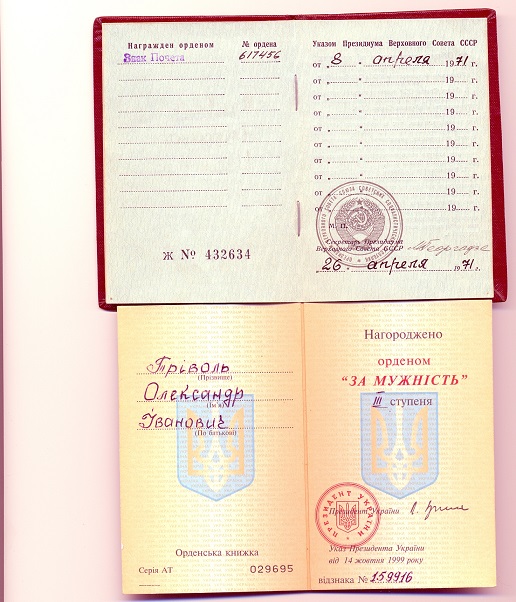 Награжден орденом
№ ордена
Знак Почета
617456
Указом Президиума Верховного Совета СССР
от „ 8 " апреля 1971 г.
от „ " 19 г.
от „ " 19 г.
от „ " 19 г.
от „ " 19 г.
от „ " 19 г.
от „ " 19 г.
от „ " 19 г.
от „ " 19 г.
М. П.
Секретарь Президиума
Верховного Совета СССР
26 апреля 1971 г.
Ж № 432634
Тріволь
(Прізвище)
Олександр
(Ім'я)
Іванович
(По батькові)
Орденська книжка
Серія АТ 029695
Нагороджено
орденом
“ЗА МУЖНІСТЬ”
III ступеня
ПРЕЗИДЕНТ УКРАЇНИ
Президент України
Указ Президента України
від 14 жовтня 1999 року
відзнака № 159916